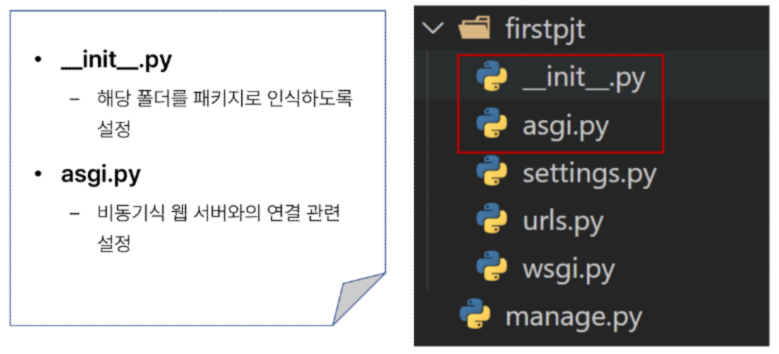 • __init__.py
– 해당 폴더를 패키지로 인식하도록
설정
• asgi.py
– 비동기식 웹 서버와의 연결 관련
설정
firstpjt
__init__.py
asgi.py
settings.py
urls.py
wsgi.py
manage.py